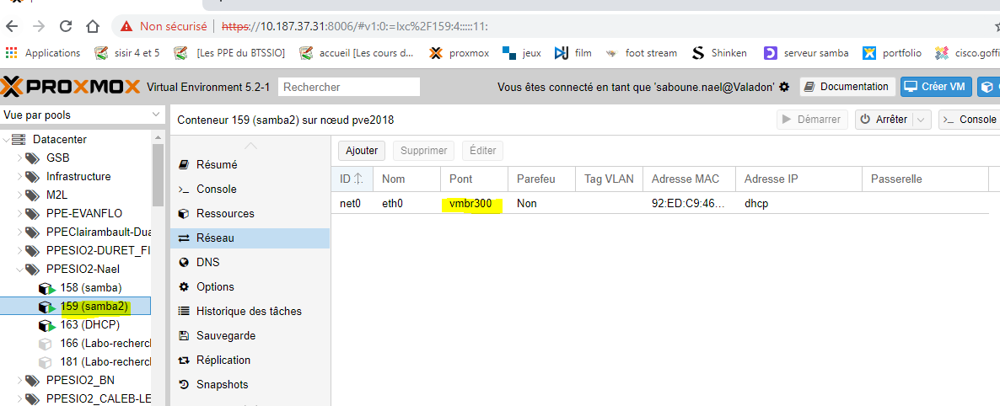 Non sécurisé | https://10.187.37.31:8006/#v1:0:=lxc%2F159:4:::::11:
Applications sisir 4 et 5 [Les PPE du BTSSIO] accueil [Les cours d... proxmox jeux film foot stream Shinken serveur samba portfolio cisco.goffi
PROXMOX Virtual Environment 5.2-1 Rechercher Vous êtes connecté en tant que 'saboune.nael@Valadon' Documentation Créer VM
Vue par pools
Conteneur 159 (samba2) sur nœud pve2018 Démarrer Arrêter Console
Datacenter
GSB
Infrastructure
M2L
PPE-EVANFLO
PPEClairambault-Dua
PPESIO2-DURET_FI
PPESIO2-Nael
158 (samba)
159 (samba2)
163 (DHCP)
166 (Labo-recherch
181 (Labo-recherch
PPESIO2_BN
PPESIO2_CALEB-LE
Résumé
Console
Ressources
Réseau
DNS
Options
Historique des tâches
Sauvegarde
Réplication
Snapshots
Ajouter Supprimer Éditer
ID Nom Pont Parefeu Tag VLAN Adresse MAC Adresse IP Passerelle
net0 eth0 vmbr300 Non 92:ED:C9:46... dhcp